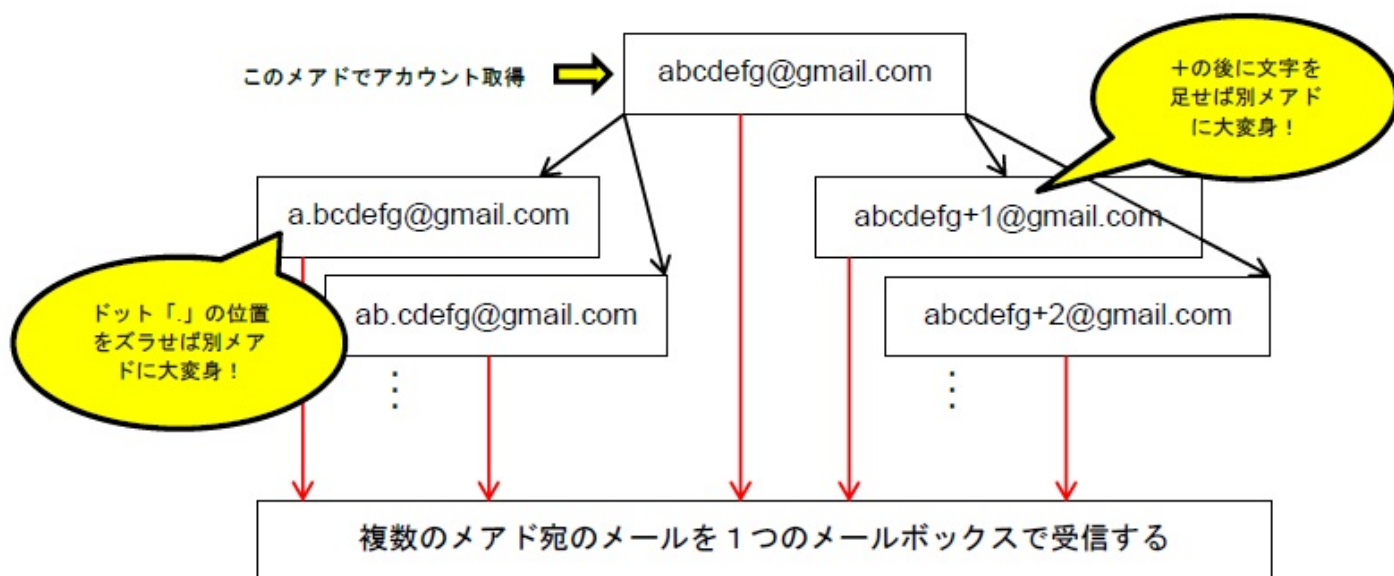 このメアドでアカウント取得
abcdefg@gmail.com
＋の後に文字を
足せば別メアド
に大変身！
a.bcdefg@gmail.com
abcdefg+1@gmail.com
ドット「.」の位置
をズラせば別メア
ドに大変身！
ab.cdefg@gmail.com
abcdefg+2@gmail.com
⋮
⋮
複数のメアド宛のメールを１つのメールボックスで受信する